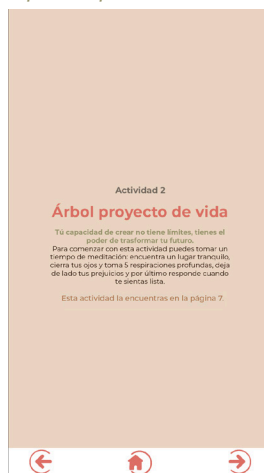 Actividad 2
Árbol proyecto de vida
Tú capacidad de crear no tiene límites, tienes el
poder de trasformar tu futuro.
Para comenzar con esta actividad puedes tomar un
tiempo de meditación: encuentra un lugar tranquilo,
cierra tus ojos y toma 5 respiraciones profundas, deja
de lado tus prejuicios y por último responde cuando
te sientas lista.
Esta actividad la encuentras en la página 7.